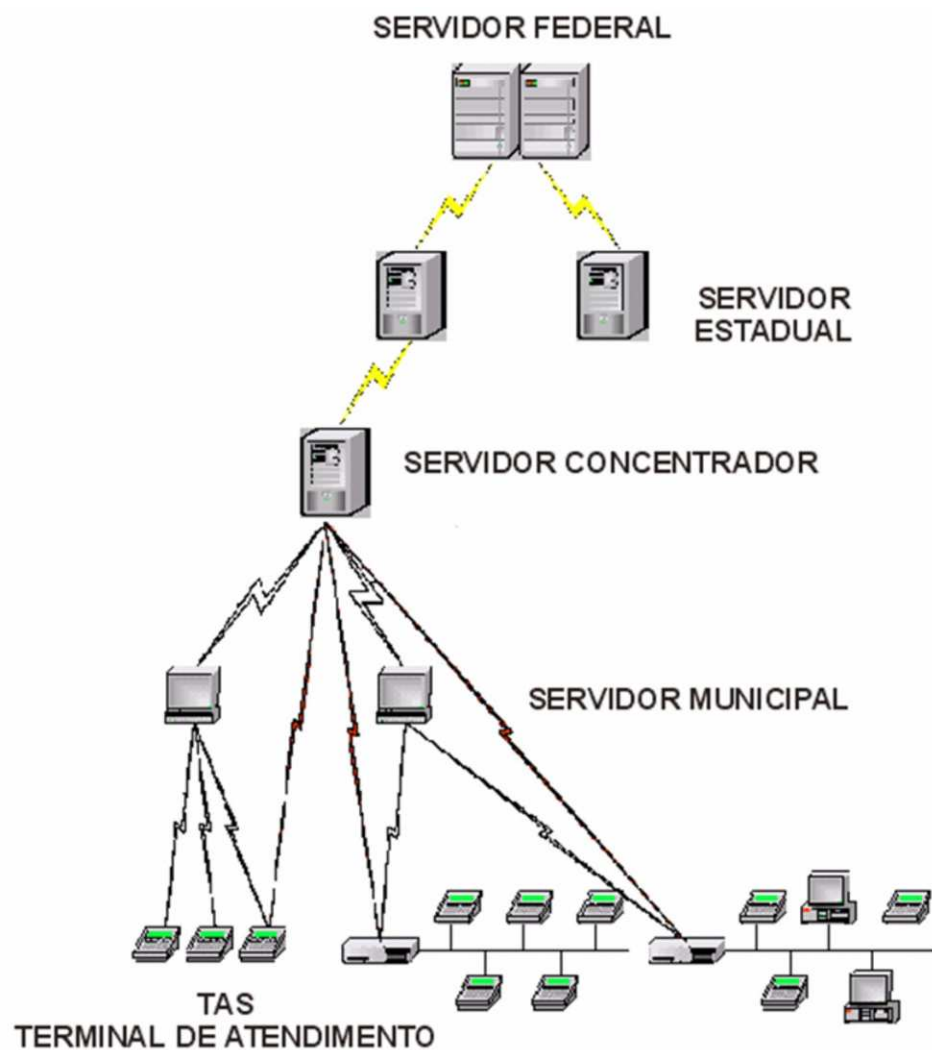 SERVIDOR FEDERAL
SERVIDOR
ESTADUAL
SERVIDOR CONCENTRADOR
SERVIDOR MUNICIPAL
TAS
TERMINAL DE ATENDIMENTO